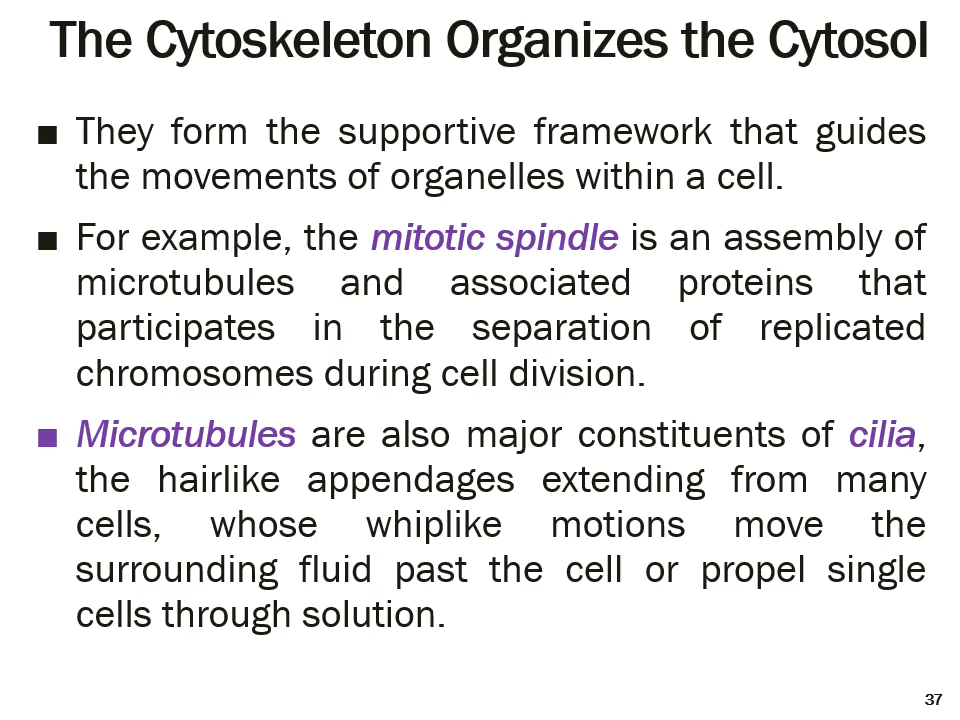 The Cytoskeleton Organizes the Cytosol
■ They form the supportive framework that guides
the movements of organelles within a cell.
■ For example, the mitotic spindle is an assembly of
microtubules and associated proteins that
participates in the separation of replicated
chromosomes during cell division.
■ Microtubules are also major constituents of cilia,
the hairlike appendages extending from many
cells, whose whiplike motions move the
surrounding fluid past the cell or propel single
cells through solution.
37